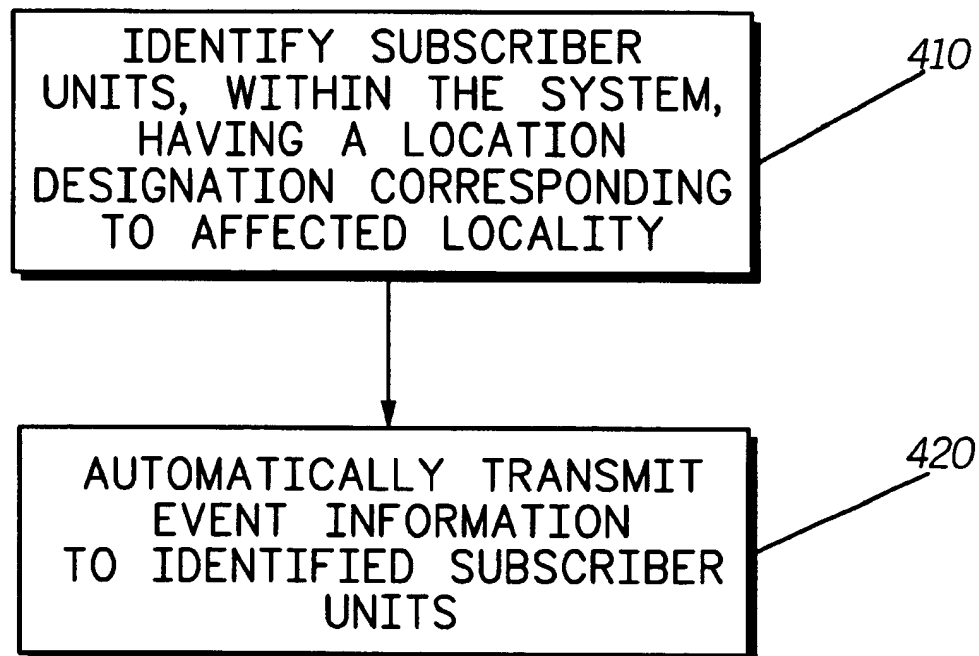 IDENTIFY SUBSCRIBER
UNITS, WITHIN THE SYSTEM,
HAVING A LOCATION
DESIGNATION CORRESPONDING
TO AFFECTED LOCALITY
410
AUTOMATICALLY TRANSMIT
EVENT INFORMATION
TO IDENTIFIED SUBSCRIBER
UNITS
420